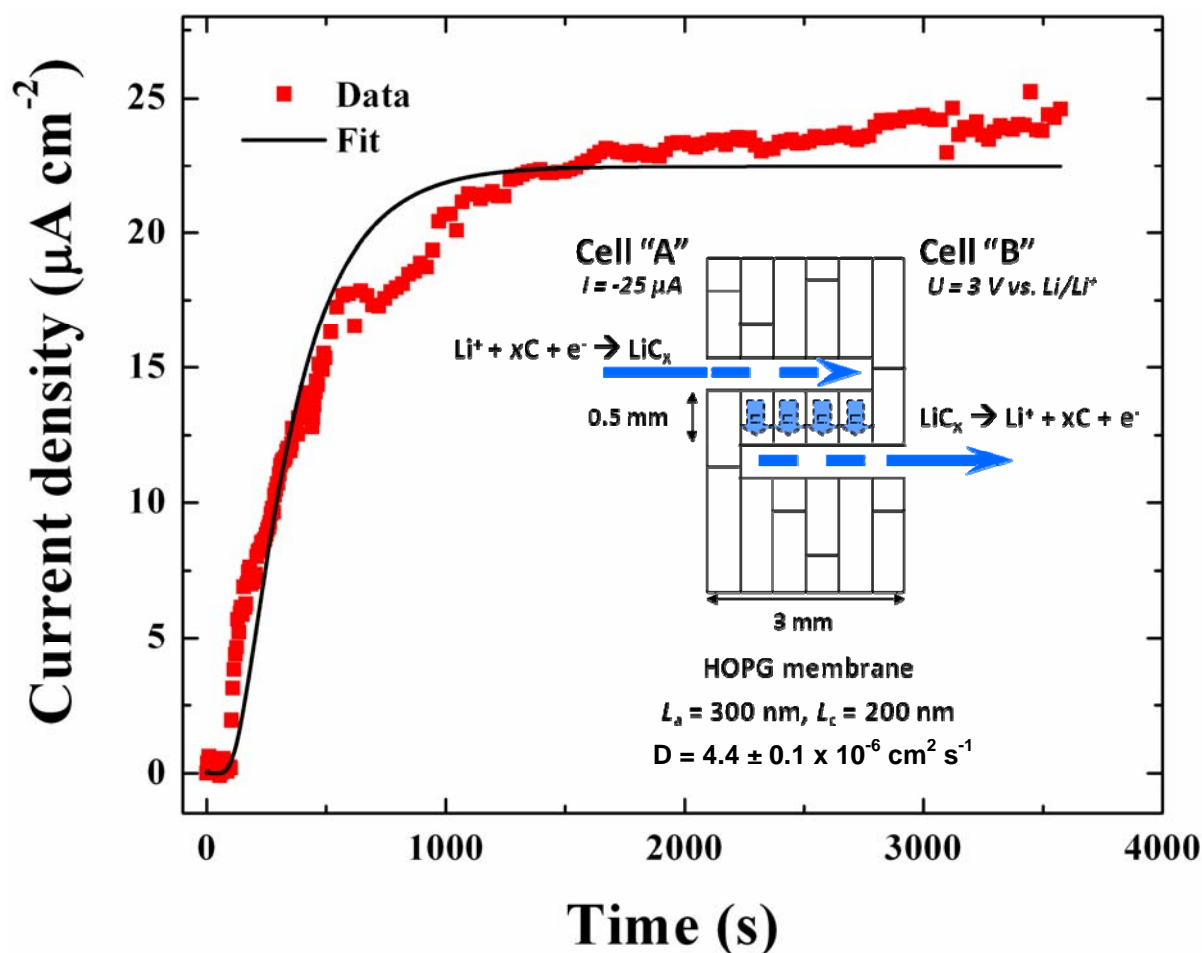 Current density (µA cm⁻²)
25
20
15
10
5
0
Data
Fit
Cell “A”
I = -25 µA
Cell “B”
U = 3 V vs. Li/Li⁺
Li⁺ + xC + e⁻ → LiCₓ
0.5 mm
LiCₓ → Li⁺ + xC + e⁻
3 mm
HOPG membrane
Lₐ = 300 nm, L_c = 200 nm
D = 4.4 ± 0.1 x 10⁻⁶ cm² s⁻¹
0 1000 2000 3000 4000
Time (s)